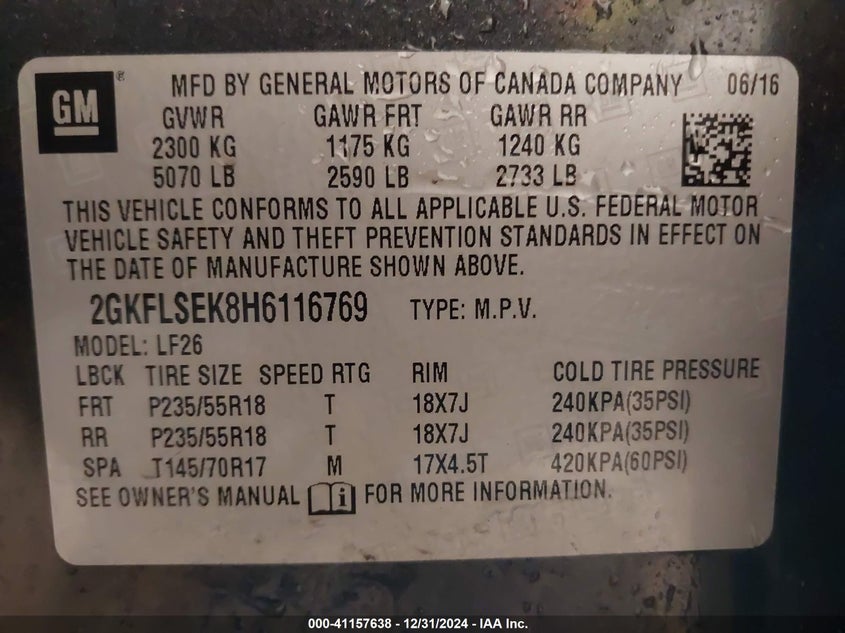 GM ®
MFD BY GENERAL MOTORS OF CANADA COMPANY 06/16
GVWR GAWR FRT GAWR RR
2300 KG 1175 KG 1240 KG
5070 LB 2590 LB 2733 LB
THIS VEHICLE CONFORMS TO ALL APPLICABLE U.S. FEDERAL MOTOR
VEHICLE SAFETY AND THEFT PREVENTION STANDARDS IN EFFECT ON
THE DATE OF MANUFACTURE SHOWN ABOVE.
2GKFLSEK8H6116769 TYPE: M.P.V.
MODEL: LF26
LBCK TIRE SIZE SPEED RTG RIM COLD TIRE PRESSURE
FRT P235/55R18 T 18X7J 240KPA(35PSI)
RR P235/55R18 T 18X7J 240KPA(35PSI)
SPA T145/70R17 M 17X4.5T 420KPA(60PSI)
SEE OWNER'S MANUAL i FOR MORE INFORMATION.
000-41157638 - 12/31/2024 - IAA Inc.